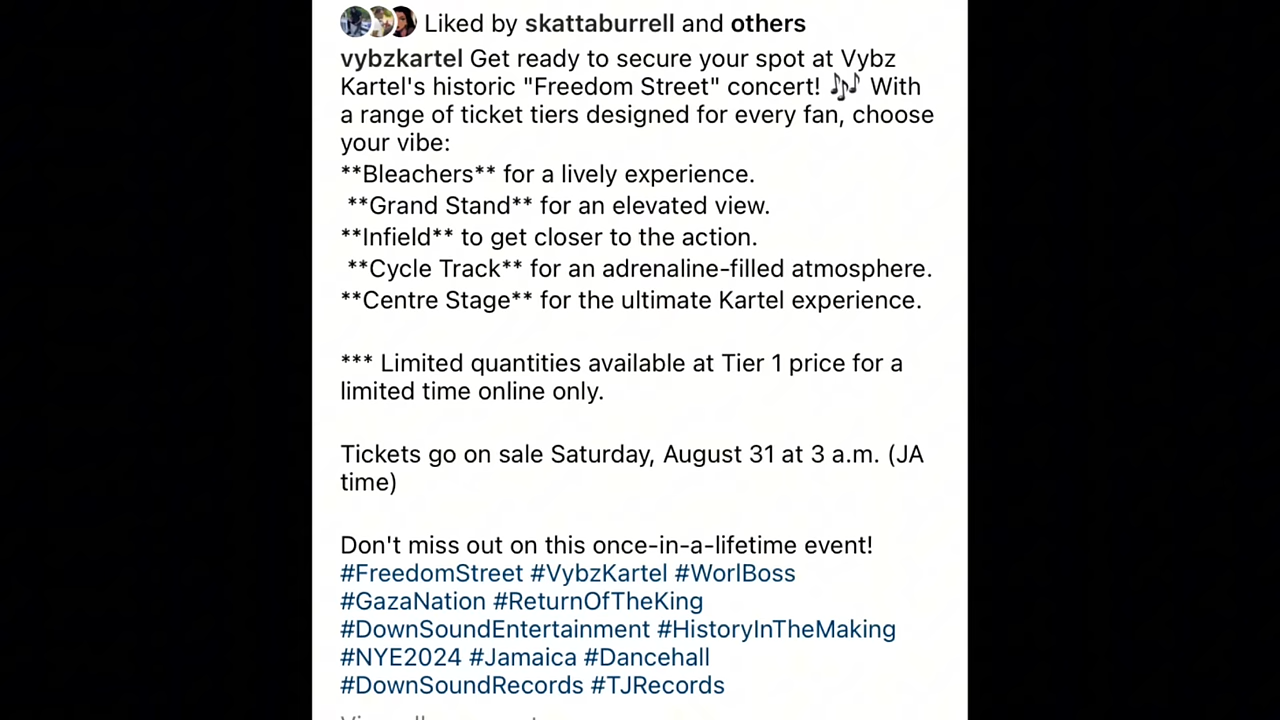 Liked by skattaburrell and others
vybzkartel Get ready to secure your spot at Vybz
Kartel's historic "Freedom Street" concert! 🎶 With
a range of ticket tiers designed for every fan, choose
your vibe:
**Bleachers** for a lively experience.
**Grand Stand** for an elevated view.
**Infield** to get closer to the action.
**Cycle Track** for an adrenaline-filled atmosphere.
**Centre Stage** for the ultimate Kartel experience.
*** Limited quantities available at Tier 1 price for a
limited time online only.
Tickets go on sale Saturday, August 31 at 3 a.m. (JA
time)
Don't miss out on this once-in-a-lifetime event!
#FreedomStreet #VybzKartel #WorlBoss
#GazaNation #ReturnOfTheKing
#DownSoundEntertainment #HistoryInTheMaking
#NYE2024 #Jamaica #Dancehall
#DownSoundRecords #TJRecords